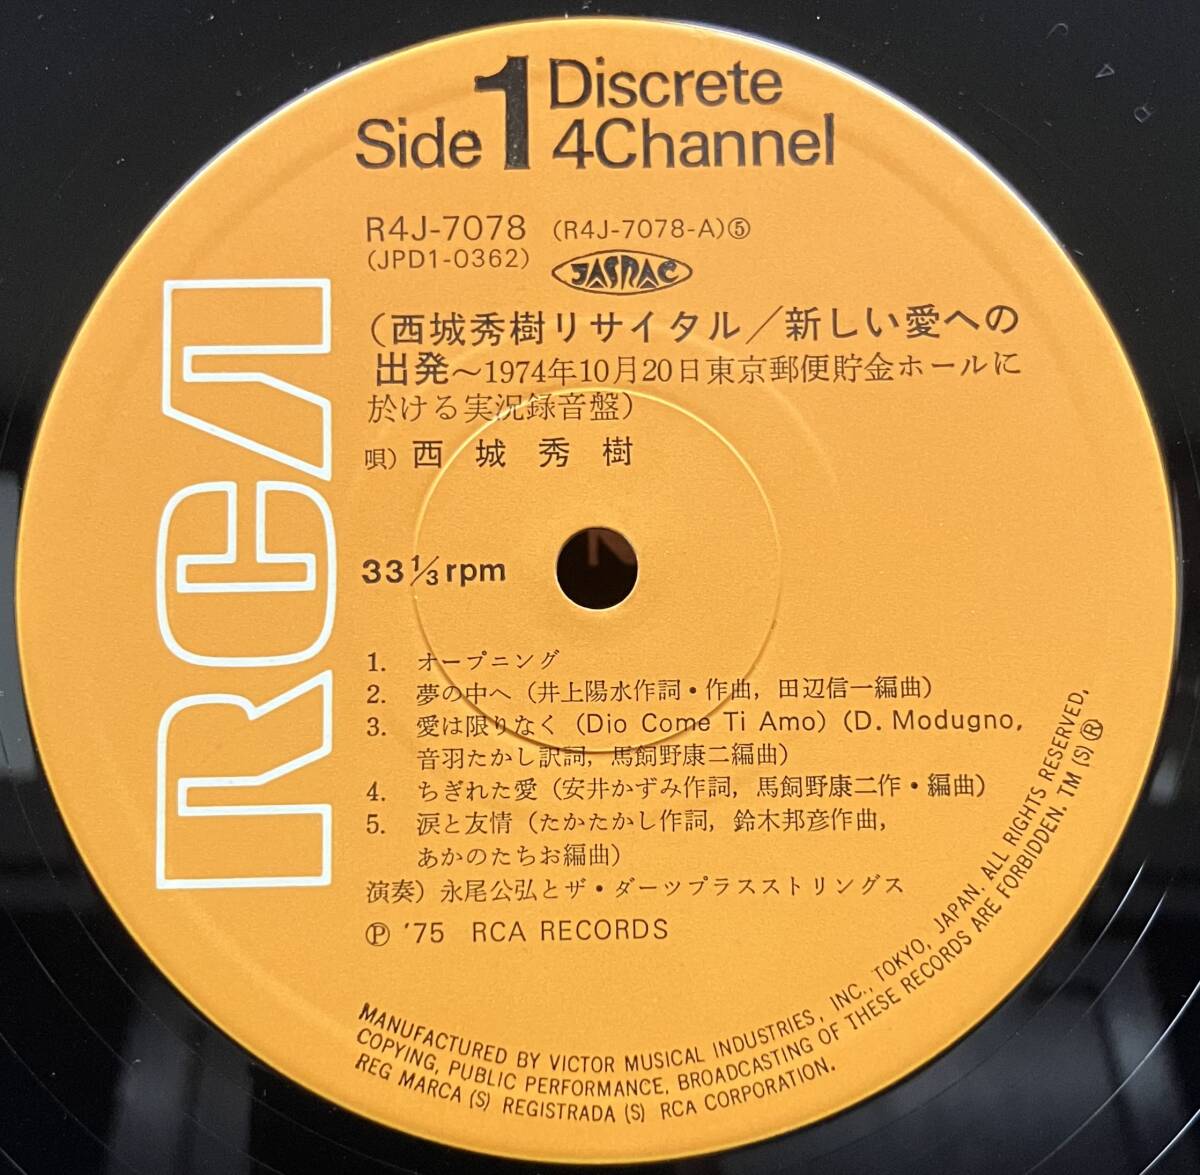 Side 1 Discrete
4Channel
R4J-7078 (R4J-7078-A)⑤
(JPD1-0362) JASRAC
(西城秀樹リサイタル/新しい愛への
出発〜1974年10月20日東京郵便貯金ホールに
於ける実況録音盤)
唄) 西城秀樹
RCA
33 1/3 rpm
1. オープニング
2. 夢の中へ (井上陽水作詞・作曲, 田辺信一編曲)
3. 愛は限りなく (Dio Come Ti Amo) (D. Modugno,
音羽たかし訳詞, 馬飼野康二編曲)
4. ちぎれた愛 (安井かずみ作詞, 馬飼野康二作・編曲)
5. 涙と友情 (たかたかし作詞, 鈴木邦彦作曲,
あかのたちお編曲)
演奏) 永尾公弘とザ・ダーツプラスストリングス
Ⓟ '75 RCA RECORDS
MANUFACTURED BY VICTOR MUSICAL INDUSTRIES, INC., TOKYO, JAPAN. ALL RIGHTS RESERVED,
COPYING, PUBLIC PERFORMANCE, BROADCASTING OF THESE RECORDS ARE FORBIDDEN. TM (S) ®
REG MARCA (S) REGISTRADA (S) RCA CORPORATION.